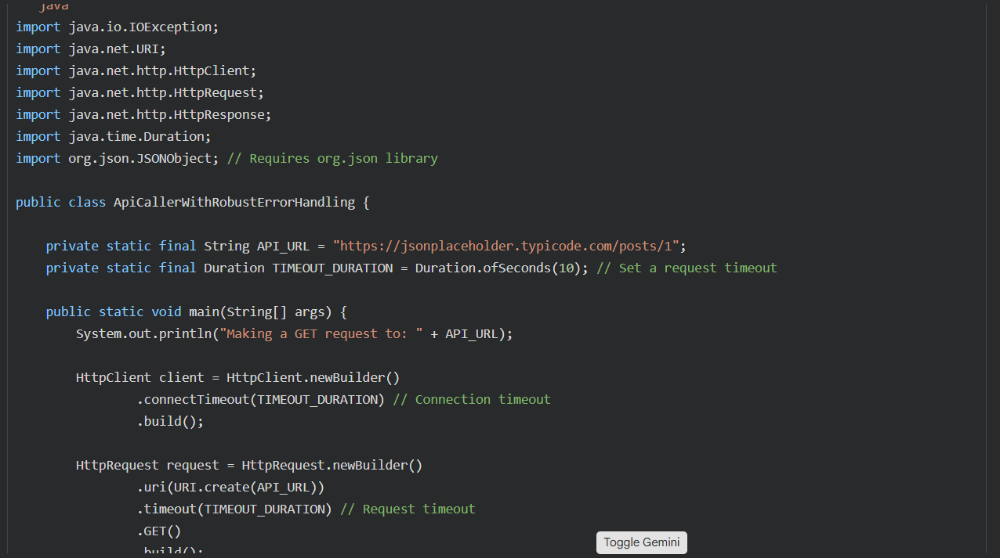 java
import java.io.IOException;
import java.net.URI;
import java.net.http.HttpClient;
import java.net.http.HttpRequest;
import java.net.http.HttpResponse;
import java.time.Duration;
import org.json.JSONObject; // Requires org.json library

public class ApiCallerWithRobustErrorHandling {

    private static final String API_URL = "https://jsonplaceholder.typicode.com/posts/1";
    private static final Duration TIMEOUT_DURATION = Duration.ofSeconds(10); // Set a request timeout

    public static void main(String[] args) {
        System.out.println("Making a GET request to: " + API_URL);

        HttpClient client = HttpClient.newBuilder()
                .connectTimeout(TIMEOUT_DURATION) // Connection timeout
                .build();

        HttpRequest request = HttpRequest.newBuilder()
                .uri(URI.create(API_URL))
                .timeout(TIMEOUT_DURATION) // Request timeout
                .GET()
                .build();
Toggle Gemini